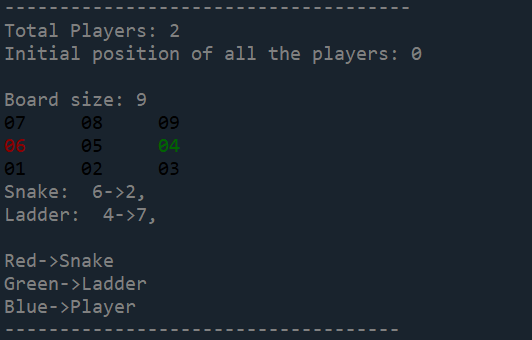 -------------------------------------
Total Players: 2
Initial position of all the players: 0
Board size: 9
07 08 09
06 05 04
01 02 03
Snake:  6->2,
Ladder:  4->7,
Red->Snake
Green->Ladder
Blue->Player
------------------------------------